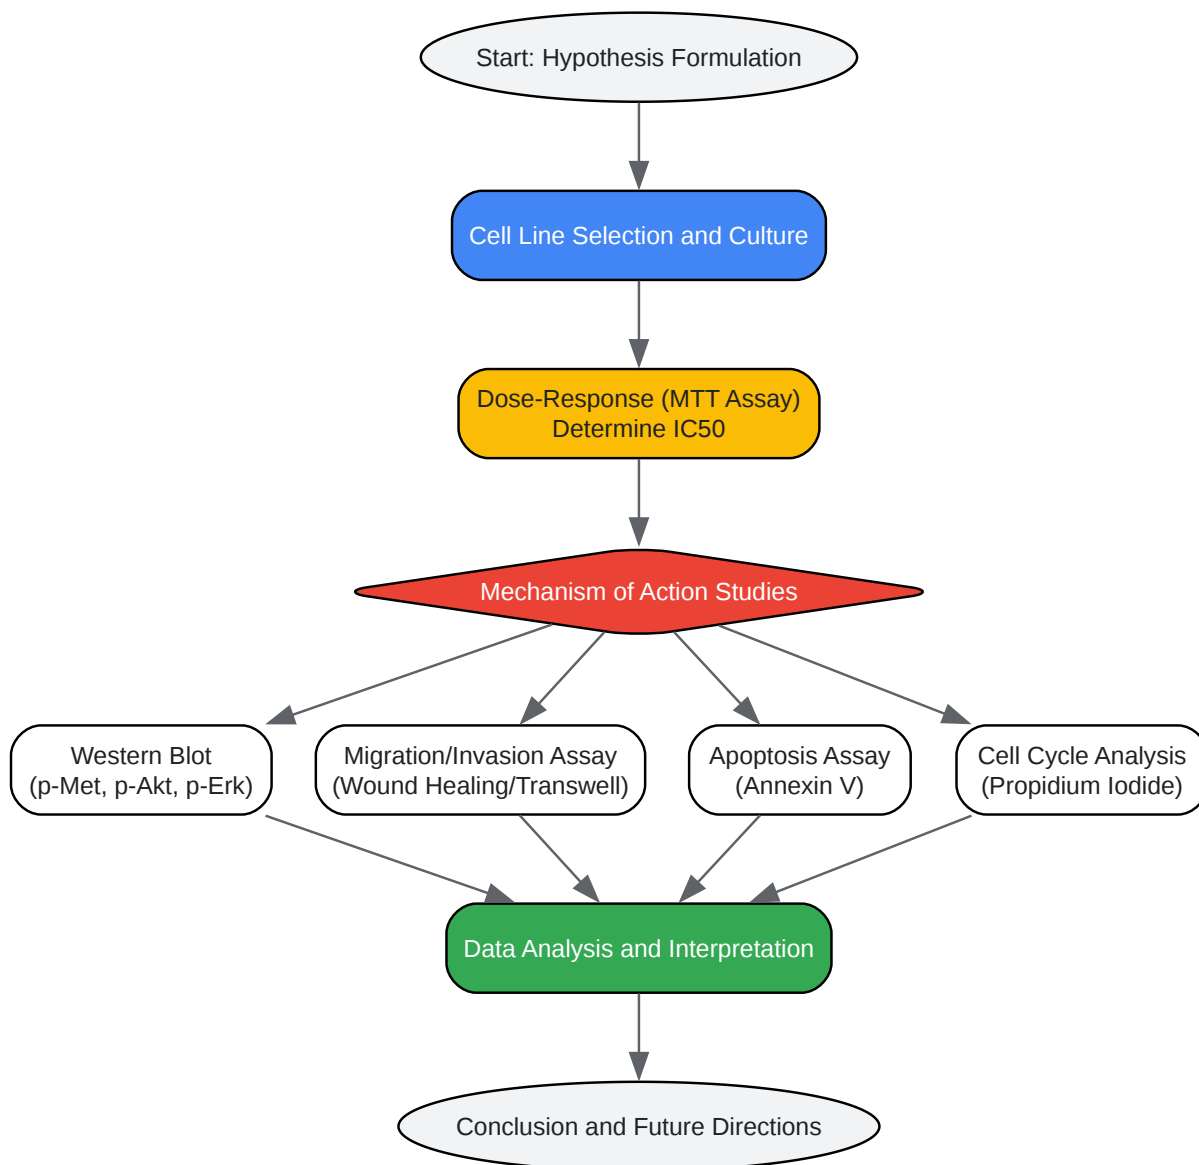 Start: Hypothesis Formulation
Cell Line Selection and Culture
Dose-Response (MTT Assay)
Determine IC50
Mechanism of Action Studies
Western Blot
(p-Met, p-Akt, p-Erk)
Migration/Invasion Assay
(Wound Healing/Transwell)
Apoptosis Assay
(Annexin V)
Cell Cycle Analysis
(Propidium Iodide)
Data Analysis and Interpretation
Conclusion and Future Directions